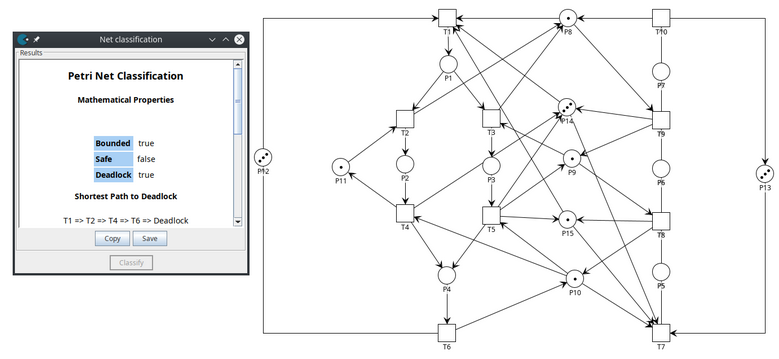 Net classification
Results
Petri Net Classification
Mathematical Properties
Bounded true
Safe false
Deadlock true
Shortest Path to Deadlock
T1 => T2 => T4 => T6 => Deadlock
Copy Save
Classify
T1 P8 T10
P1 P7
T2 T3 P14 T9
P12 P11 P2 P3 P9 P6 P13
T4 T5 P15 T8
P4 P10 P5
T6 T7